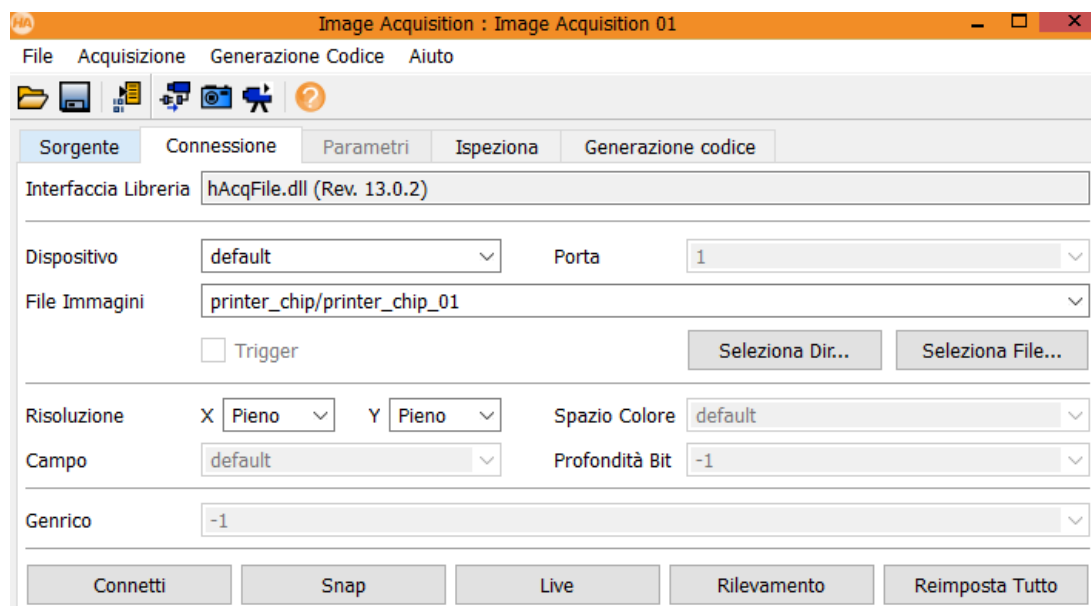 HA Image Acquisition : Image Acquisition 01
File Acquisizione Generazione Codice Aiuto
Sorgente Connessione Parametri Ispeziona Generazione codice
Interfaccia Libreria hAcqFile.dll (Rev. 13.0.2)
Dispositivo default Porta 1
File Immagini printer_chip/printer_chip_01
Trigger Seleziona Dir... Seleziona File...
Risoluzione X Pieno Y Pieno Spazio Colore default
Campo default Profondità Bit -1
Genrico -1
Connetti Snap Live Rilevamento Reimposta Tutto